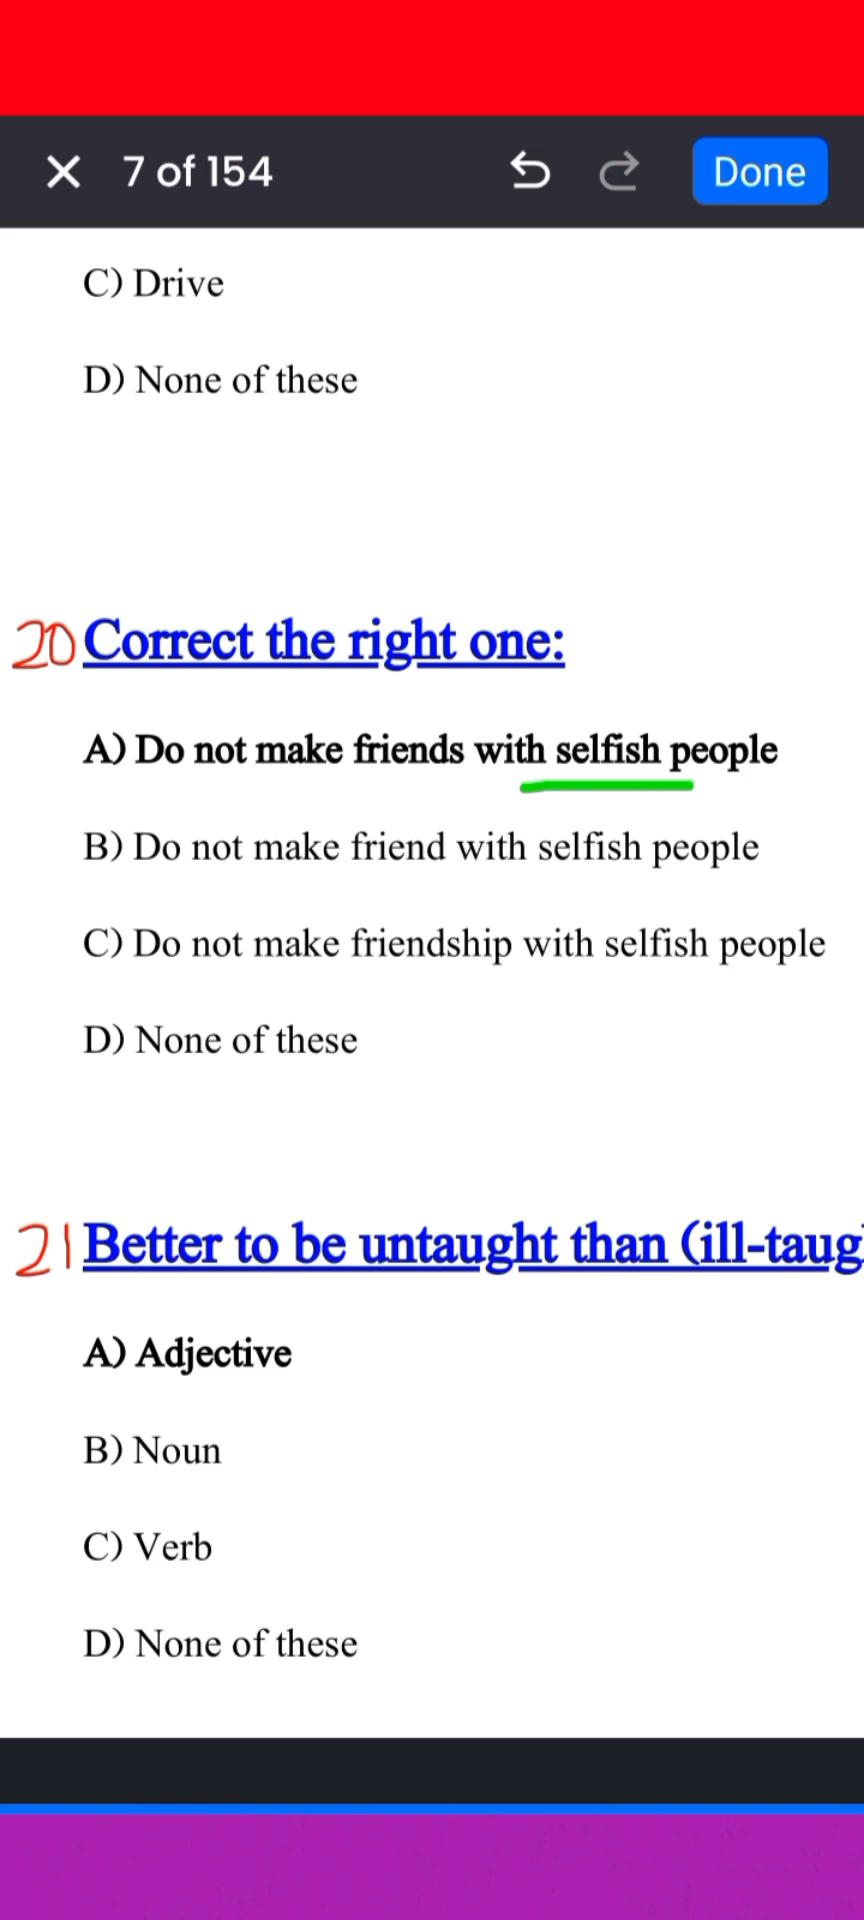 7 of 154
Done
C) Drive
D) None of these
20 Correct the right one:
A) Do not make friends with selfish people
B) Do not make friend with selfish people
C) Do not make friendship with selfish people
D) None of these
21 Better to be untaught than (ill-taug
A) Adjective
B) Noun
C) Verb
D) None of these